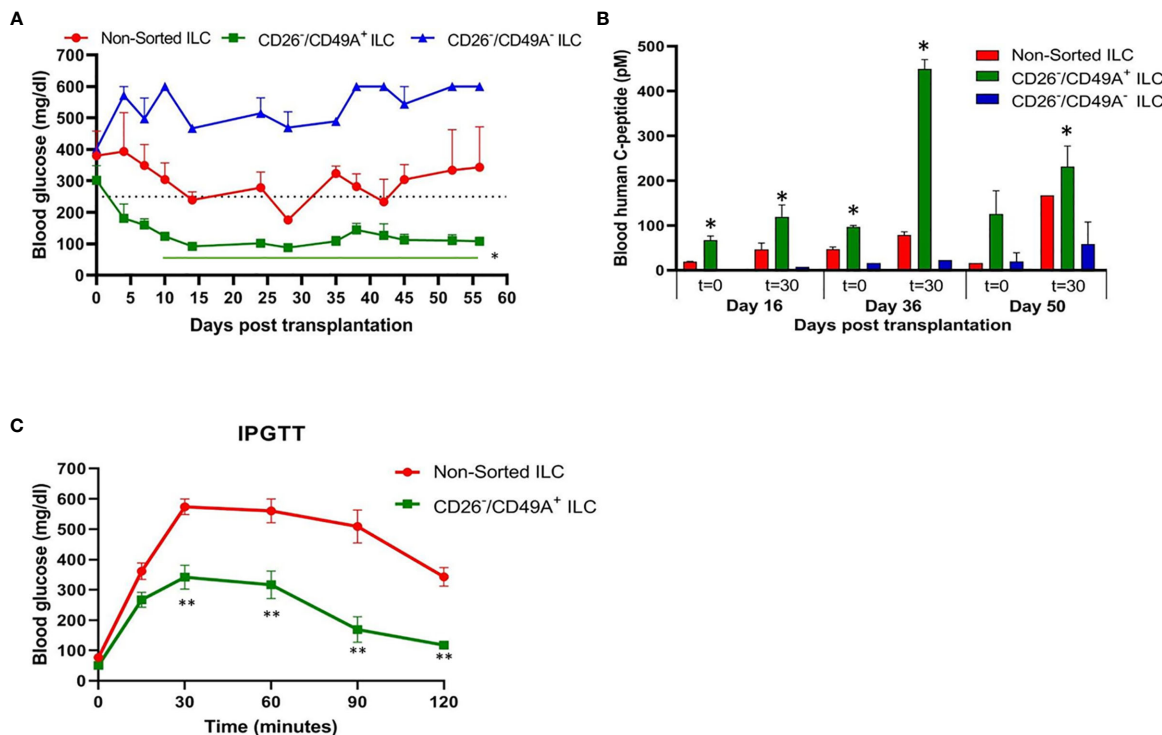 A
Non-Sorted ILC CD26⁻/CD49A⁺ ILC CD26⁻/CD49A⁻ ILC
Blood glucose (mg/dl)
700
600
500
400
300
200
100
0
*
0 5 10 15 20 25 30 35 40 45 50 55 60
Days post transplantation
B
Non-Sorted ILC
CD26⁻/CD49A⁺ ILC
CD26⁻/CD49A⁻ ILC
Blood human C-peptide (pM)
500
400
300
200
100
0
* * * * *
t=0 t=30 t=0 t=30 t=0 t=30
Day 16 Day 36 Day 50
Days post transplantation
C
IPGTT
Non-Sorted ILC
CD26⁻/CD49A⁺ ILC
Blood glucose (mg/dl)
700
600
500
400
300
200
100
0
** ** ** **
0 30 60 90 120
Time (minutes)